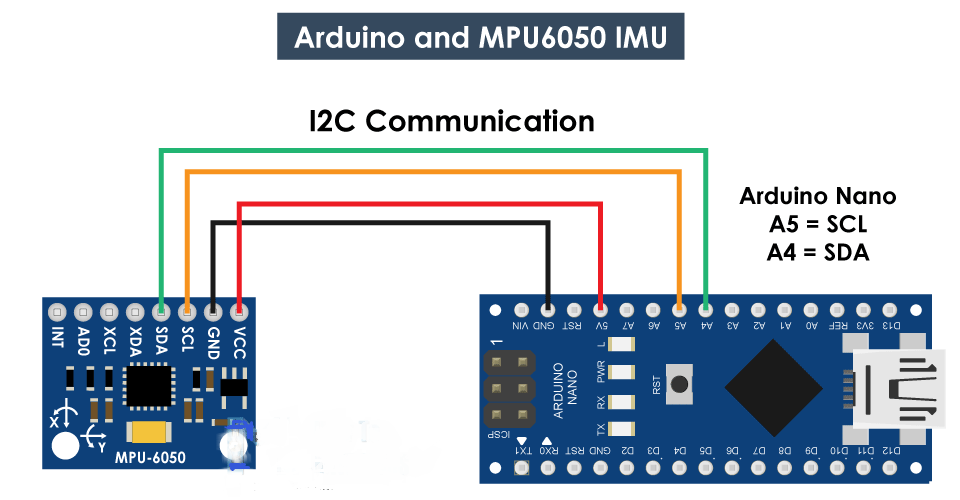 Arduino and MPU6050 IMU
I2C Communication
Arduino Nano
A5 = SCL
A4 = SDA
INT
AD0
XCL
XDA
SDA
SCL
GND
VCC
X
Y
MPU-6050
VIN
GND
RST
5V
A7
A6
A5
A4
A3
A2
A1
A0
REF
3V3
D13
1
ICSP
ARDUINO
NANO
L
PWR
RX
TX
RST
TX1
RX0
RST
GND
D2
D3
D4
D5
D6
D7
D8
D9
D10
D11
D12